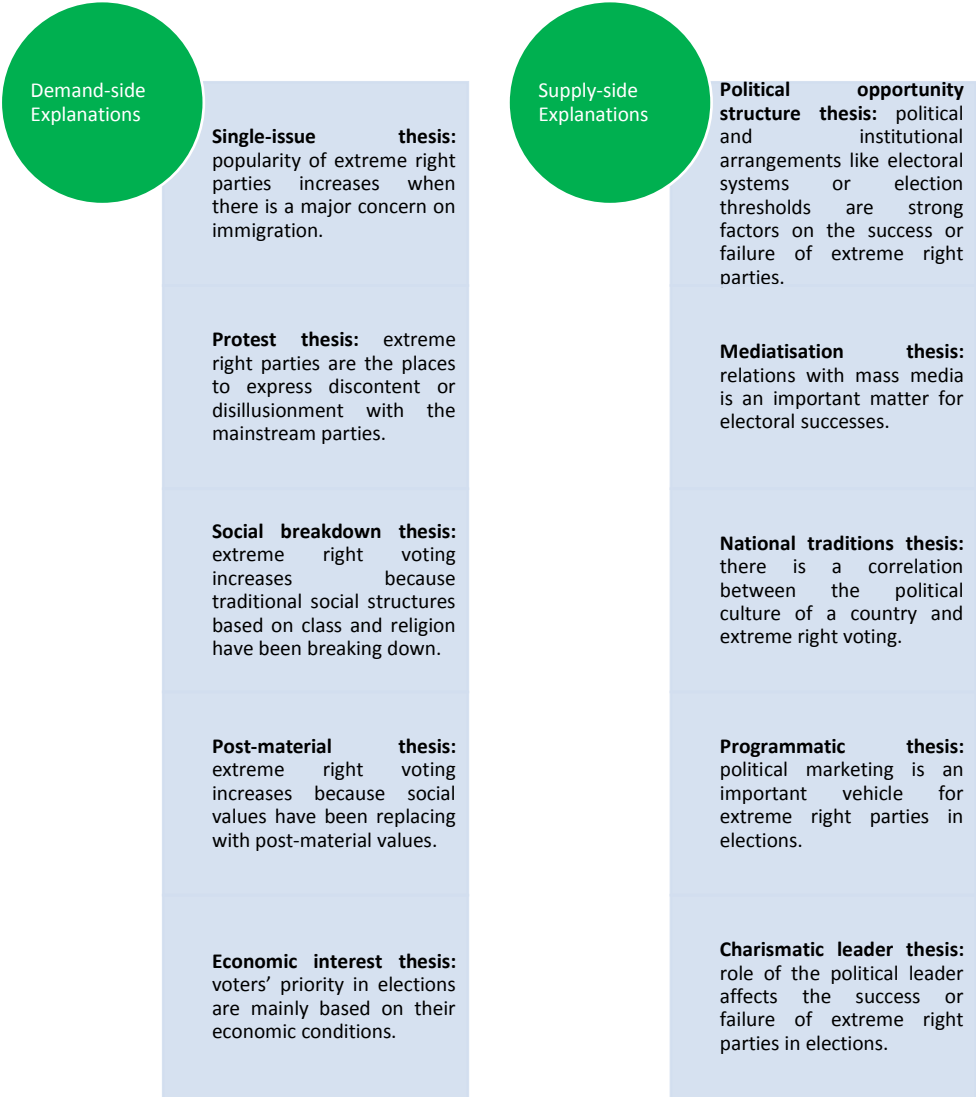 Demand-side
Explanations
Single-issue thesis:
popularity of extreme right
parties increases when
there is a major concern on
immigration.
Protest thesis: extreme
right parties are the places
to express discontent or
disillusionment with the
mainstream parties.
Social breakdown thesis:
extreme right voting
increases because
traditional social structures
based on class and religion
have been breaking down.
Post-material thesis:
extreme right voting
increases because social
values have been replacing
with post-material values.
Economic interest thesis:
voters’ priority in elections
are mainly based on their
economic conditions.
Supply-side
Explanations
Political opportunity
structure thesis: political
and institutional
arrangements like electoral
systems or election
thresholds are strong
factors on the success or
failure of extreme right
parties.
Mediatisation thesis:
relations with mass media
is an important matter for
electoral successes.
National traditions thesis:
there is a correlation
between the political
culture of a country and
extreme right voting.
Programmatic thesis:
political marketing is an
important vehicle for
extreme right parties in
elections.
Charismatic leader thesis:
role of the political leader
affects the success or
failure of extreme right
parties in elections.